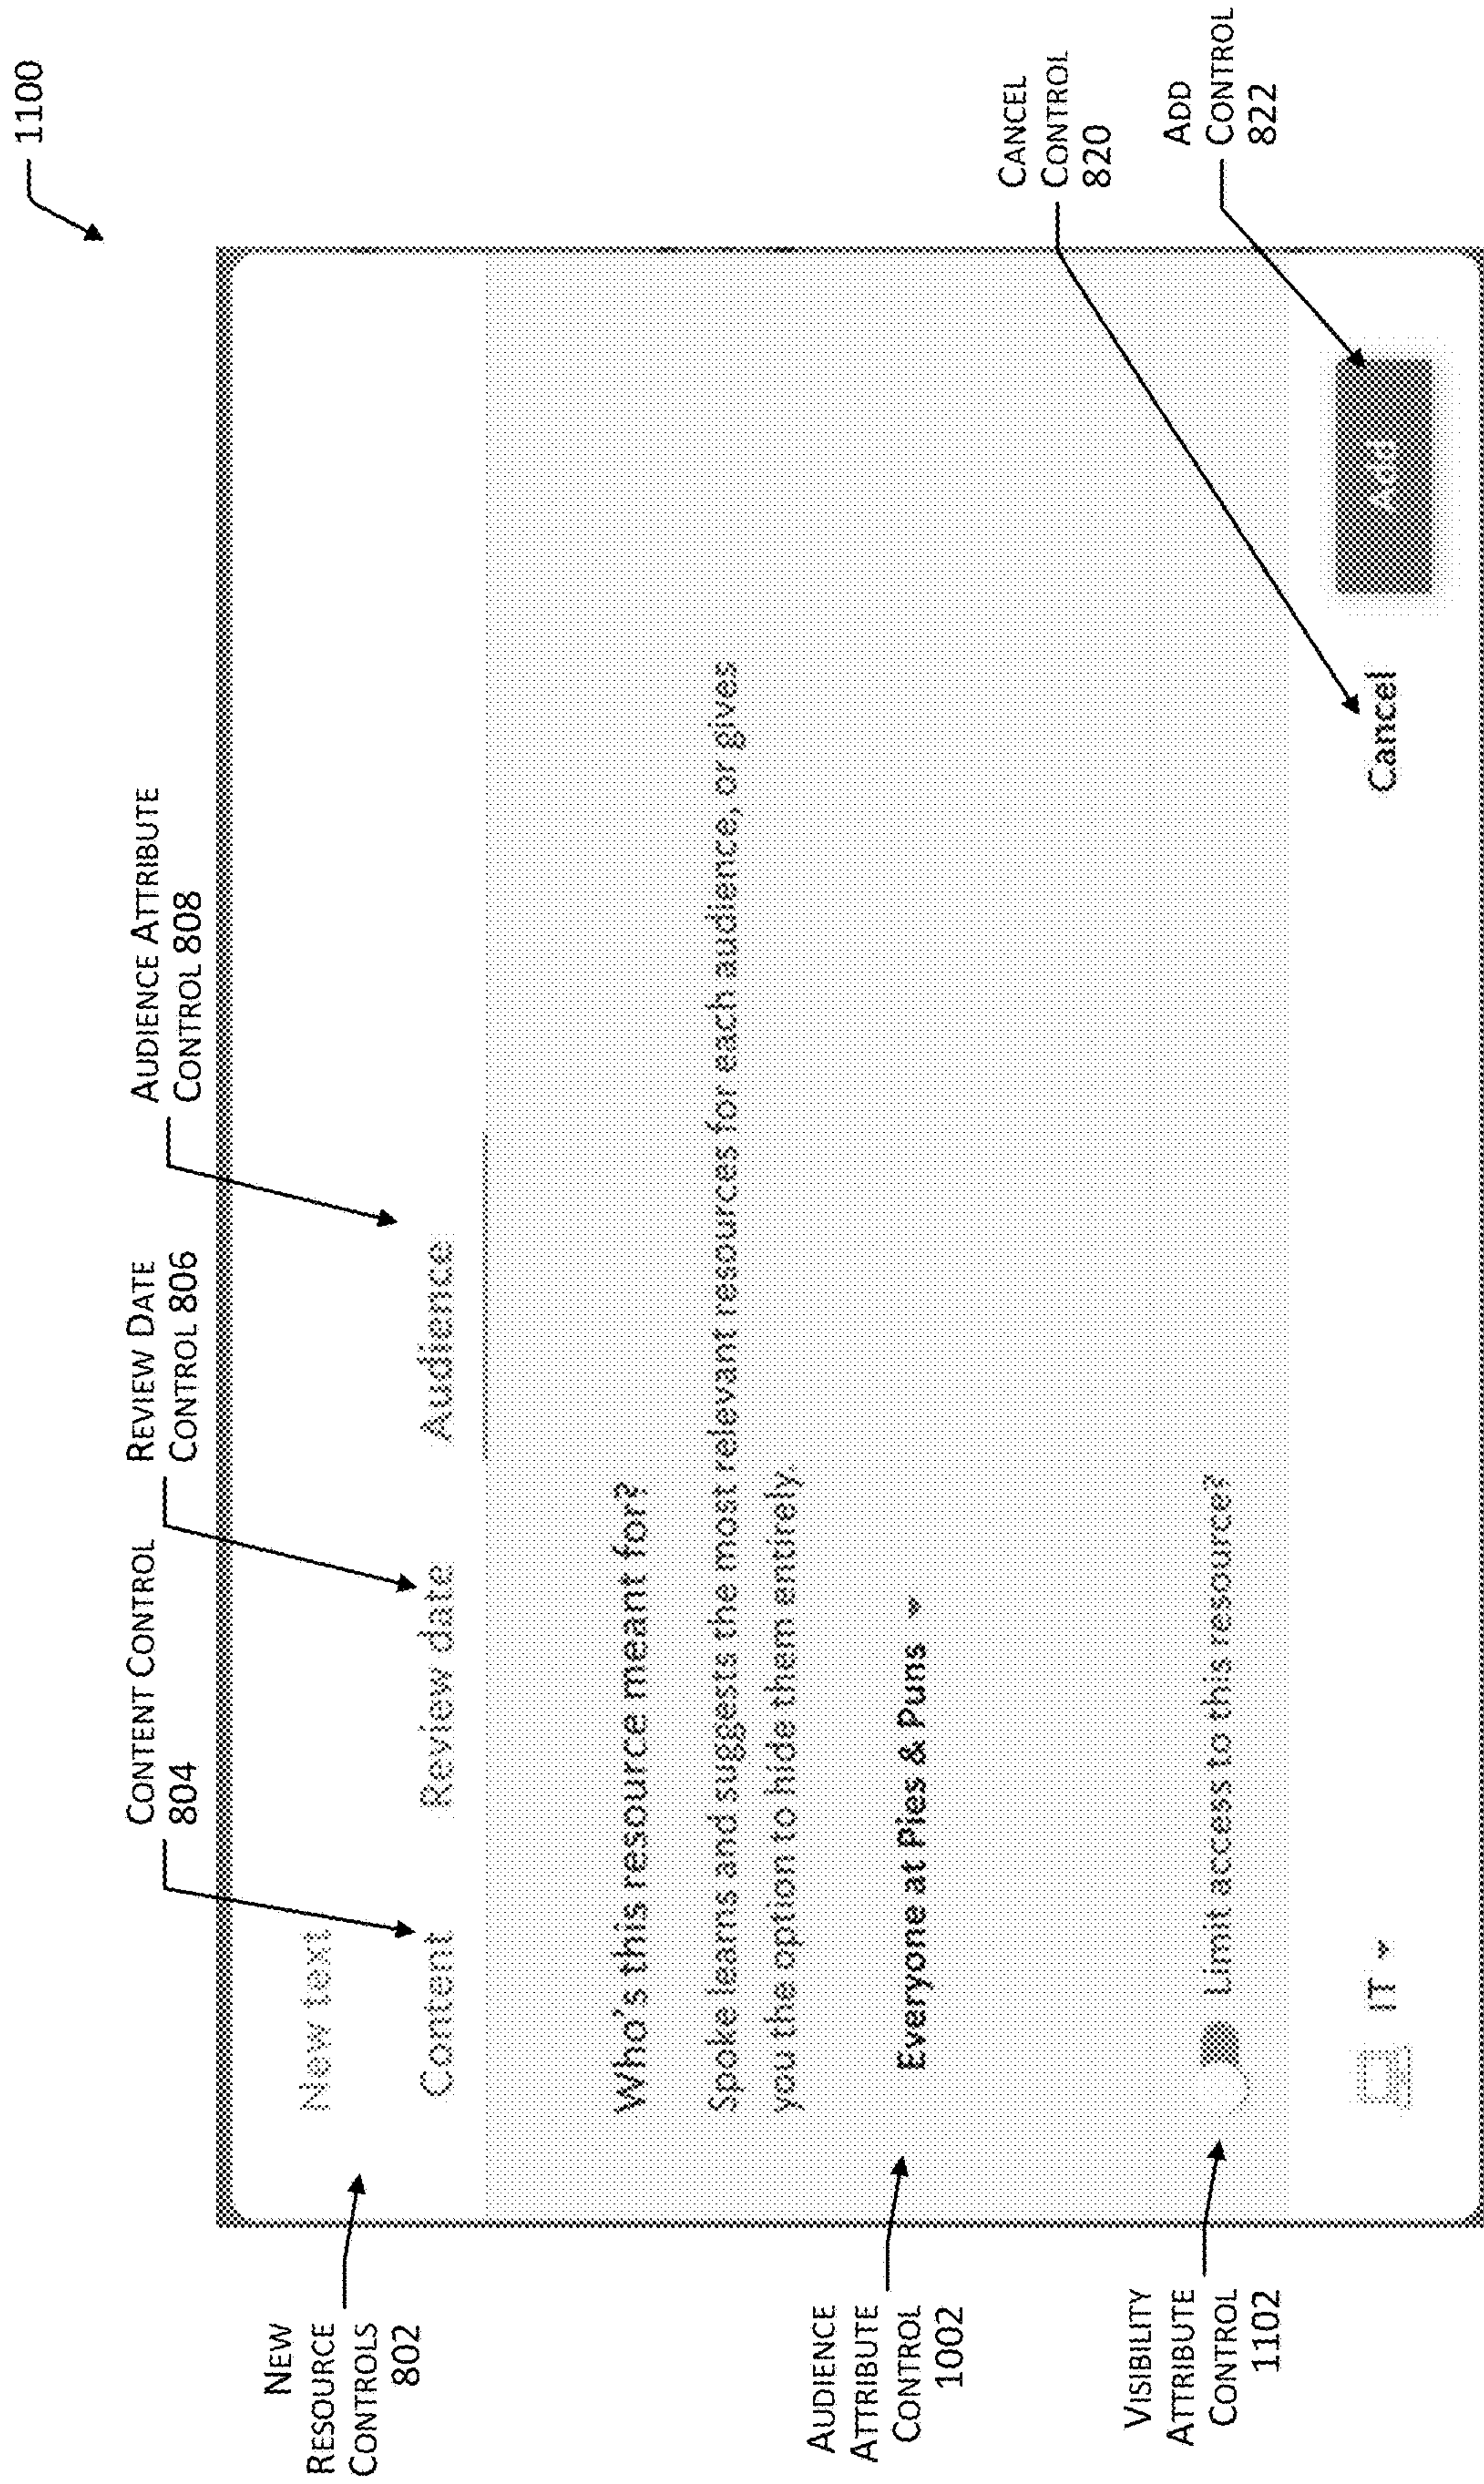 1100
CONTENT CONTROL
804
REVIEW DATE
CONTROL 806
AUDIENCE ATTRIBUTE
CONTROL 808
NEW
RESOURCE
CONTROLS
802
New text
Content
Review date
Audience
Who's this resource meant for?
Spoke learns and suggests the most relevant resources for each audience, or gives
you the option to hide them entirely.
AUDIENCE
ATTRIBUTE
CONTROL
1002
Everyone at Pies & Puns
VISIBILITY
ATTRIBUTE
CONTROL
1102
Limit access to this resource?
CANCEL
CONTROL
820
ADD
CONTROL
822
IT
Cancel
Add